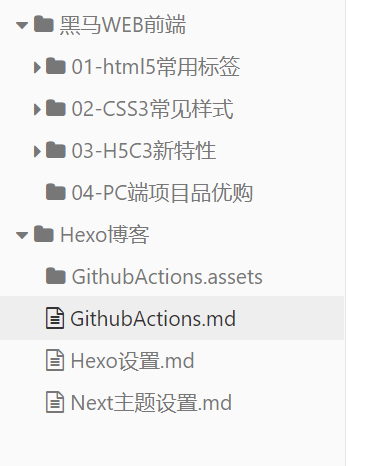 黑马WEB前端
01-html5常用标签
02-CSS3常见样式
03-H5C3新特性
04-PC端项目品优购
Hexo博客
GithubActions.assets
GithubActions.md
Hexo设置.md
Next主题设置.md